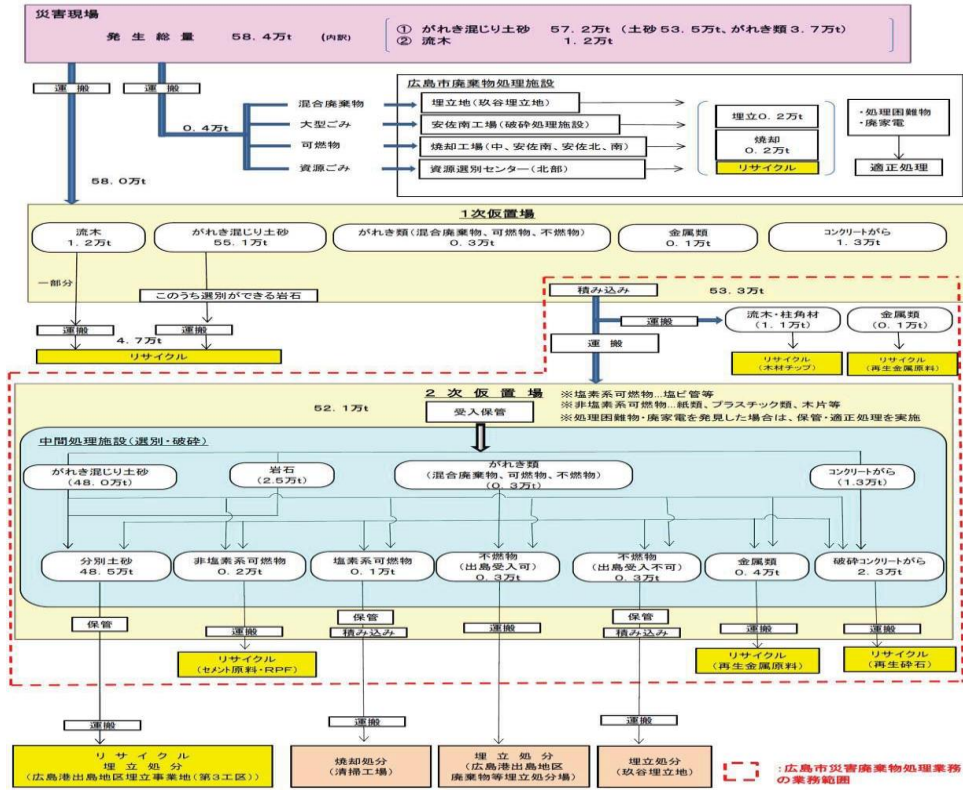 災害現場
発生総量 58.4万t (内訳)
① がれき混じり土砂 57.2万t (土砂53.5万t、がれき類3.7万t)
② 流木 1.2万t
運搬
運搬
0.4万t
58.0万t
混合廃棄物
大型ごみ
可燃物
資源ごみ
広島市廃棄物処理施設
埋立地(玖谷埋立地)
安佐南工場(破砕処理施設)
焼却工場(中、安佐南、安佐北、南)
資源選別センター(北部)
埋立0.2万t
焼却
0.2万t
リサイクル
・処理困難物
・廃家電
適正処理
1次仮置場
流木
1.2万t
がれき混じり土砂
55.1万t
がれき類(混合廃棄物、可燃物、不燃物)
0.3万t
金属類
0.1万t
コンクリートがら
1.3万t
一部分
このうち選別ができる岩石
運搬
運搬
4.7万t
リサイクル
積み込み
53.3万t
運搬
運搬
流木・柱角材
(1.1万t)
金属類
(0.1万t)
リサイクル
(木材チップ)
リサイクル
(再生金属原料)
2次仮置場
52.1万t
受入保管
※塩素系可燃物…塩ビ管等
※非塩素系可燃物…紙類、プラスチック類、木片等
※処理困難物・廃家電を発見した場合は、保管・適正処理を実施
中間処理施設(選別・破砕)
がれき混じり土砂
(48.0万t)
岩石
(2.5万t)
がれき類
(混合廃棄物、可燃物、不燃物)
(0.3万t)
コンクリートがら
(1.3万t)
分別土砂
48.5万t
非塩素系可燃物
0.2万t
塩素系可燃物
0.1万t
不燃物
(出島受入可)
0.3万t
不燃物
(出島受入不可)
0.3万t
金属類
0.4万t
破砕コンクリートがら
2.3万t
保管
運搬
保管
積み込み
運搬
保管
積み込み
運搬
運搬
リサイクル
(セメント原料・RPF)
リサイクル
(再生金属原料)
リサイクル
(再生砕石)
運搬
運搬
運搬
リサイクル
埋立処分
(広島港出島地区埋立事業地(第3工区))
焼却処分
(清掃工場)
埋立処分
(広島港出島地区
廃棄物等埋立処分場)
埋立処分
(玖谷埋立地)
:広島市災害廃棄物処理業務
の業務範囲